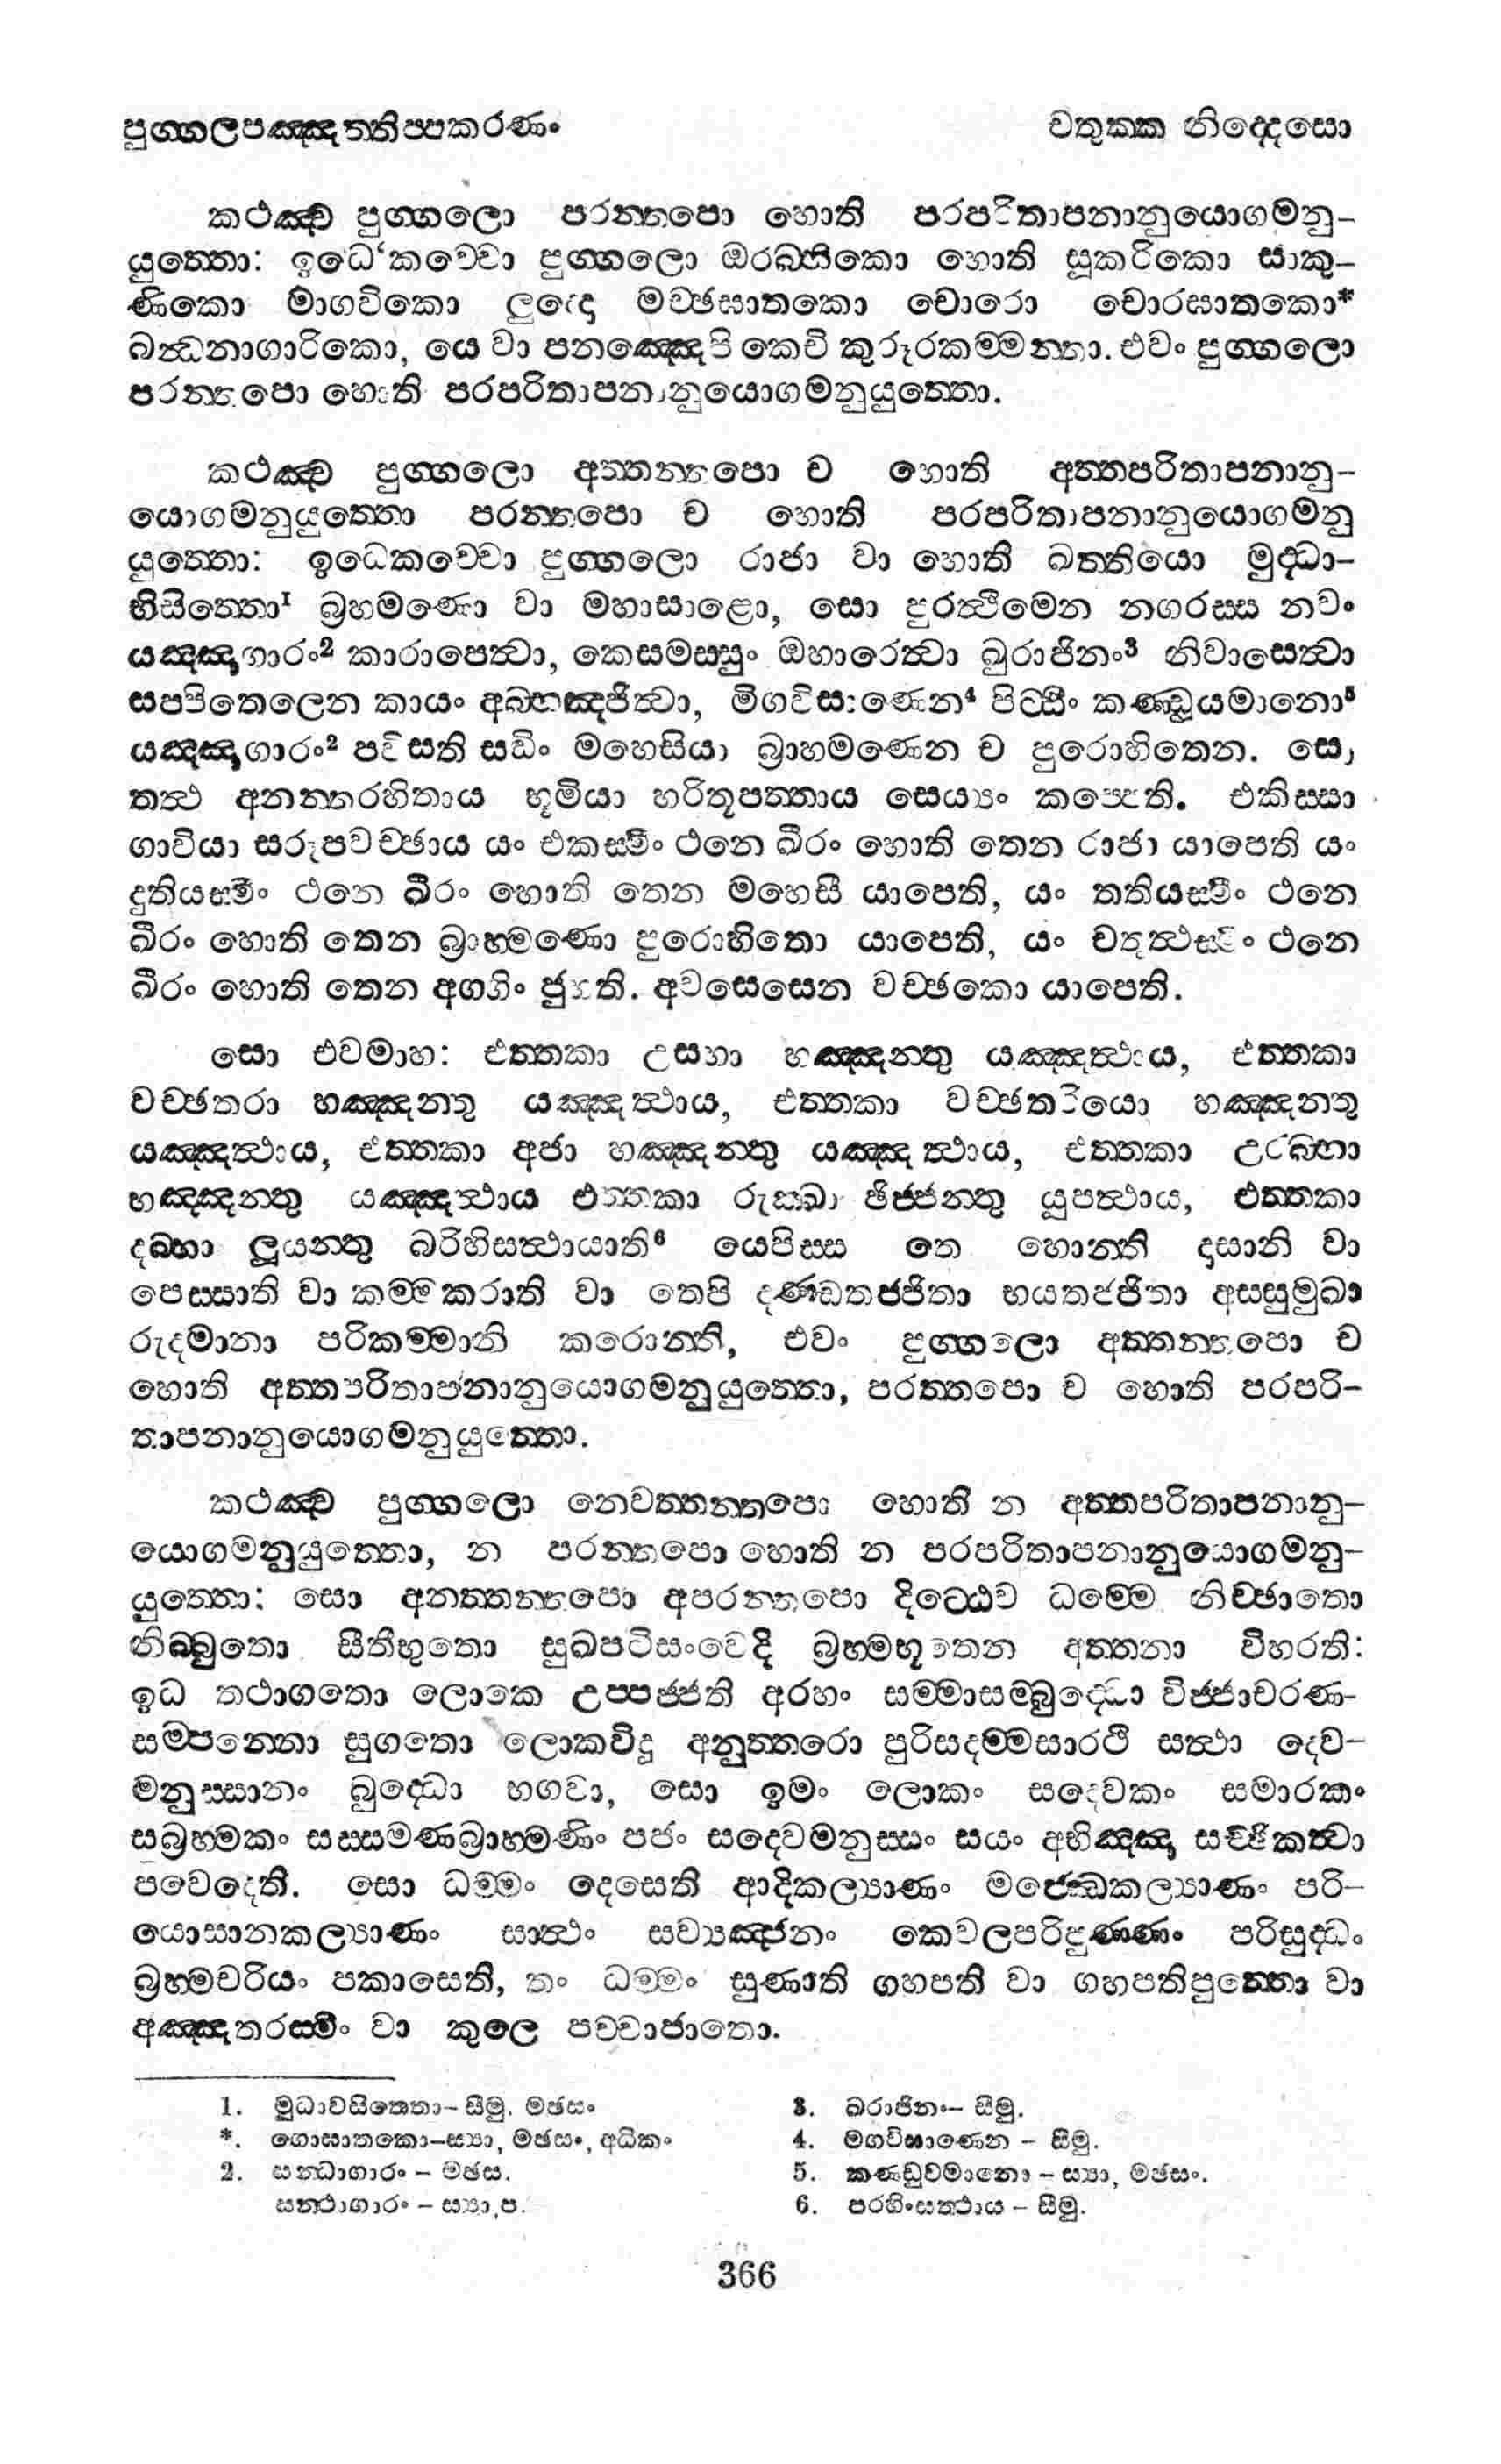 පුග්ගලපඤ්ඤත්තිප්පකරණං
චතුක්ක නිද්දෙසො
කථඤ්ච පුග්ගලො පරන්තපො හොති පරපරිතාපනානුයොගමනු-
යුත්තො: ඉධෙ‘කච්චො පුග්ගලො ඔරබ්භිකො හොති සූකරිකො සාකු-
ණිකො මාගවිකො ලුද්දො මච්ඡඝාතකො චොරො චොරඝාතකො*
බන්ධනාගාරිකො, යෙ වා පනඤ්ඤෙපි කෙචි කුරූරකම්මන්තා. එවං පුග්ගලො
පරන්තපො හොති පරපරිතාපනානුයොගමනුයුත්තො.
කථඤ්ච පුග්ගලො අත්තන්තපො ච හොති අත්තපරිතාපනානු-
යොගමනුයුත්තො පරන්තපො ච හොති පරපරිතාපනානුයොගමනු
යුත්තො: ඉධෙකච්චො පුග්ගලො රාජා වා හොති ඛත්තියො මුද්ධා-
භිසිත්තො¹ බ්‍රහ්මණො වා මහාසාළො, සො පුරත්ථිමෙන නගරස්ස නවං
යඤ්ඤාගාරං² කාරාපෙත්වා, කෙසමස්සුං ඔහාරෙත්වා ඛුරාජිනං³ නිවාසෙත්වා
සප්පිතෙලෙන කායං අබ්භඤ්ජිත්වා, මිගවිසාණෙන⁴ පිට්ඨිං කණ්ඩූයමානො⁵
යඤ්ඤාගාරං² පවිසති සඩිං මහෙසියා බ්‍රාහ්මණෙන ච පුරොහිතෙන. සො
තත්ථ අනන්තරහිතාය භූමියා හරිතූපත්තාය සෙය්‍යං කප්පෙති. එකිස්සා
ගාවියා සරූපවච්ඡාය යං එකස්මිං ථනෙ ඛීරං හොති තෙන රාජා යාපෙති යං
දුතියස්මිං ථනෙ ඛීරං හොති තෙන මහෙසී යාපෙති, යං තතියස්මිං ථනෙ
ඛීරං හොති තෙන බ්‍රාහ්මණො පුරොහිතො යාපෙති, යං චතුත්ථස්මිං ථනෙ
ඛීරං හොති තෙන අග්ගිං ජුහති. අවසෙසෙන වච්ඡකො යාපෙති.
සො එවමාහ: එත්තකා උසභා හඤ්ඤන්තු යඤ්ඤත්ථාය, එත්තකා
වච්ඡතරා හඤ්ඤන්තු යඤ්ඤත්ථාය, එත්තකා වච්ඡතරියො හඤ්ඤන්තු
යඤ්ඤත්ථාය, එත්තකා අජා හඤ්ඤන්තු යඤ්ඤත්ථාය, එත්තකා උරබ්භා
හඤ්ඤන්තු යඤ්ඤත්ථාය එත්තකා රුක්ඛා ඡිජ්ජන්තු යූපත්ථාය, එත්තකා
දබ්භා ලූයන්තු බරිහිසත්ථායාති⁶ යෙපිස්ස තෙ හොන්ති දාසානි වා
පෙස්සාති වා කම්මකරාති වා තෙපි දණ්ඩතජ්ජිතා භයතජ්ජිතා අස්සුමුඛා
රුදමානා පරිකම්මානි කරොන්ති, එවං පුග්ගලො අත්තන්තපො ච
හොති අත්තපරිතාපනානුයොගමනුයුත්තො, පරත්තපො ච හොති පරපරි-
තාපනානුයොගමනුයුත්තො.
කථඤ්ච පුග්ගලො නෙවත්තන්තපො හොති න අත්තපරිතාපනානු-
යොගමනුයුත්තො, න පරන්තපො හොති න පරපරිතාපනානුයොගමනු-
යුත්තො: සො අනත්තන්තපො අපරන්තපො දිට්ඨෙව ධම්මෙ නිච්ඡාතො
නිබ්බුතො සීතීභුතො සුඛපටිසංවෙදි බ්‍රහ්මභූතෙන අත්තනා විහරති:
ඉධ තථාගතො ලොකෙ උප්පජ්ජති අරහං සම්මාසම්බුද්ධො විජ්ජාචරණ-
සම්පන්නො සුගතො ලොකවිදූ අනුත්තරො පුරිසදම්මසාරථි සත්ථා දෙව-
මනුස්සානං බුද්ධො භගවා, සො ඉමං ලොකං සදෙවකං සමාරකං
සබ්‍රහ්මකං සස්සමණබ්‍රාහ්මණිං පජං සදෙවමනුස්සං සයං අභිඤ්ඤා සච්ඡිකත්වා
පවෙදෙති. සො ධම්මං දෙසෙති ආදිකල්‍යාණං මජ්ඣෙකල්‍යාණං පරි-
යොසානකල්‍යාණං සාත්ථං සව්‍යඤ්ජනං කෙවලපරිපුණ්ණං පරිසුද්ධං
බ්‍රහ්මචරියං පකාසෙති, තං ධම්මං සුණාති ගහපති වා ගහපතිපුත්තො වා
අඤ්ඤතරස්මිං වා කුලෙ පච්චාජාතො.
1. මුධාවසිත්තො- සීමු. මඡසං
*. ගොඝාතකො-ස්‍යා, මඡසං, අධිකං
2. සන්ධාගාරං - මඡස.
සන්ථාගාරං - ස්‍යා,ප.
3. ඛරාජිනං- සීමු.
4. මගවිසාණෙන - සීමු.
5. කණ්ඩුවමානො - ස්‍යා, මඡසං.
6. පරහිංසත්ථාය - සීමු.
366